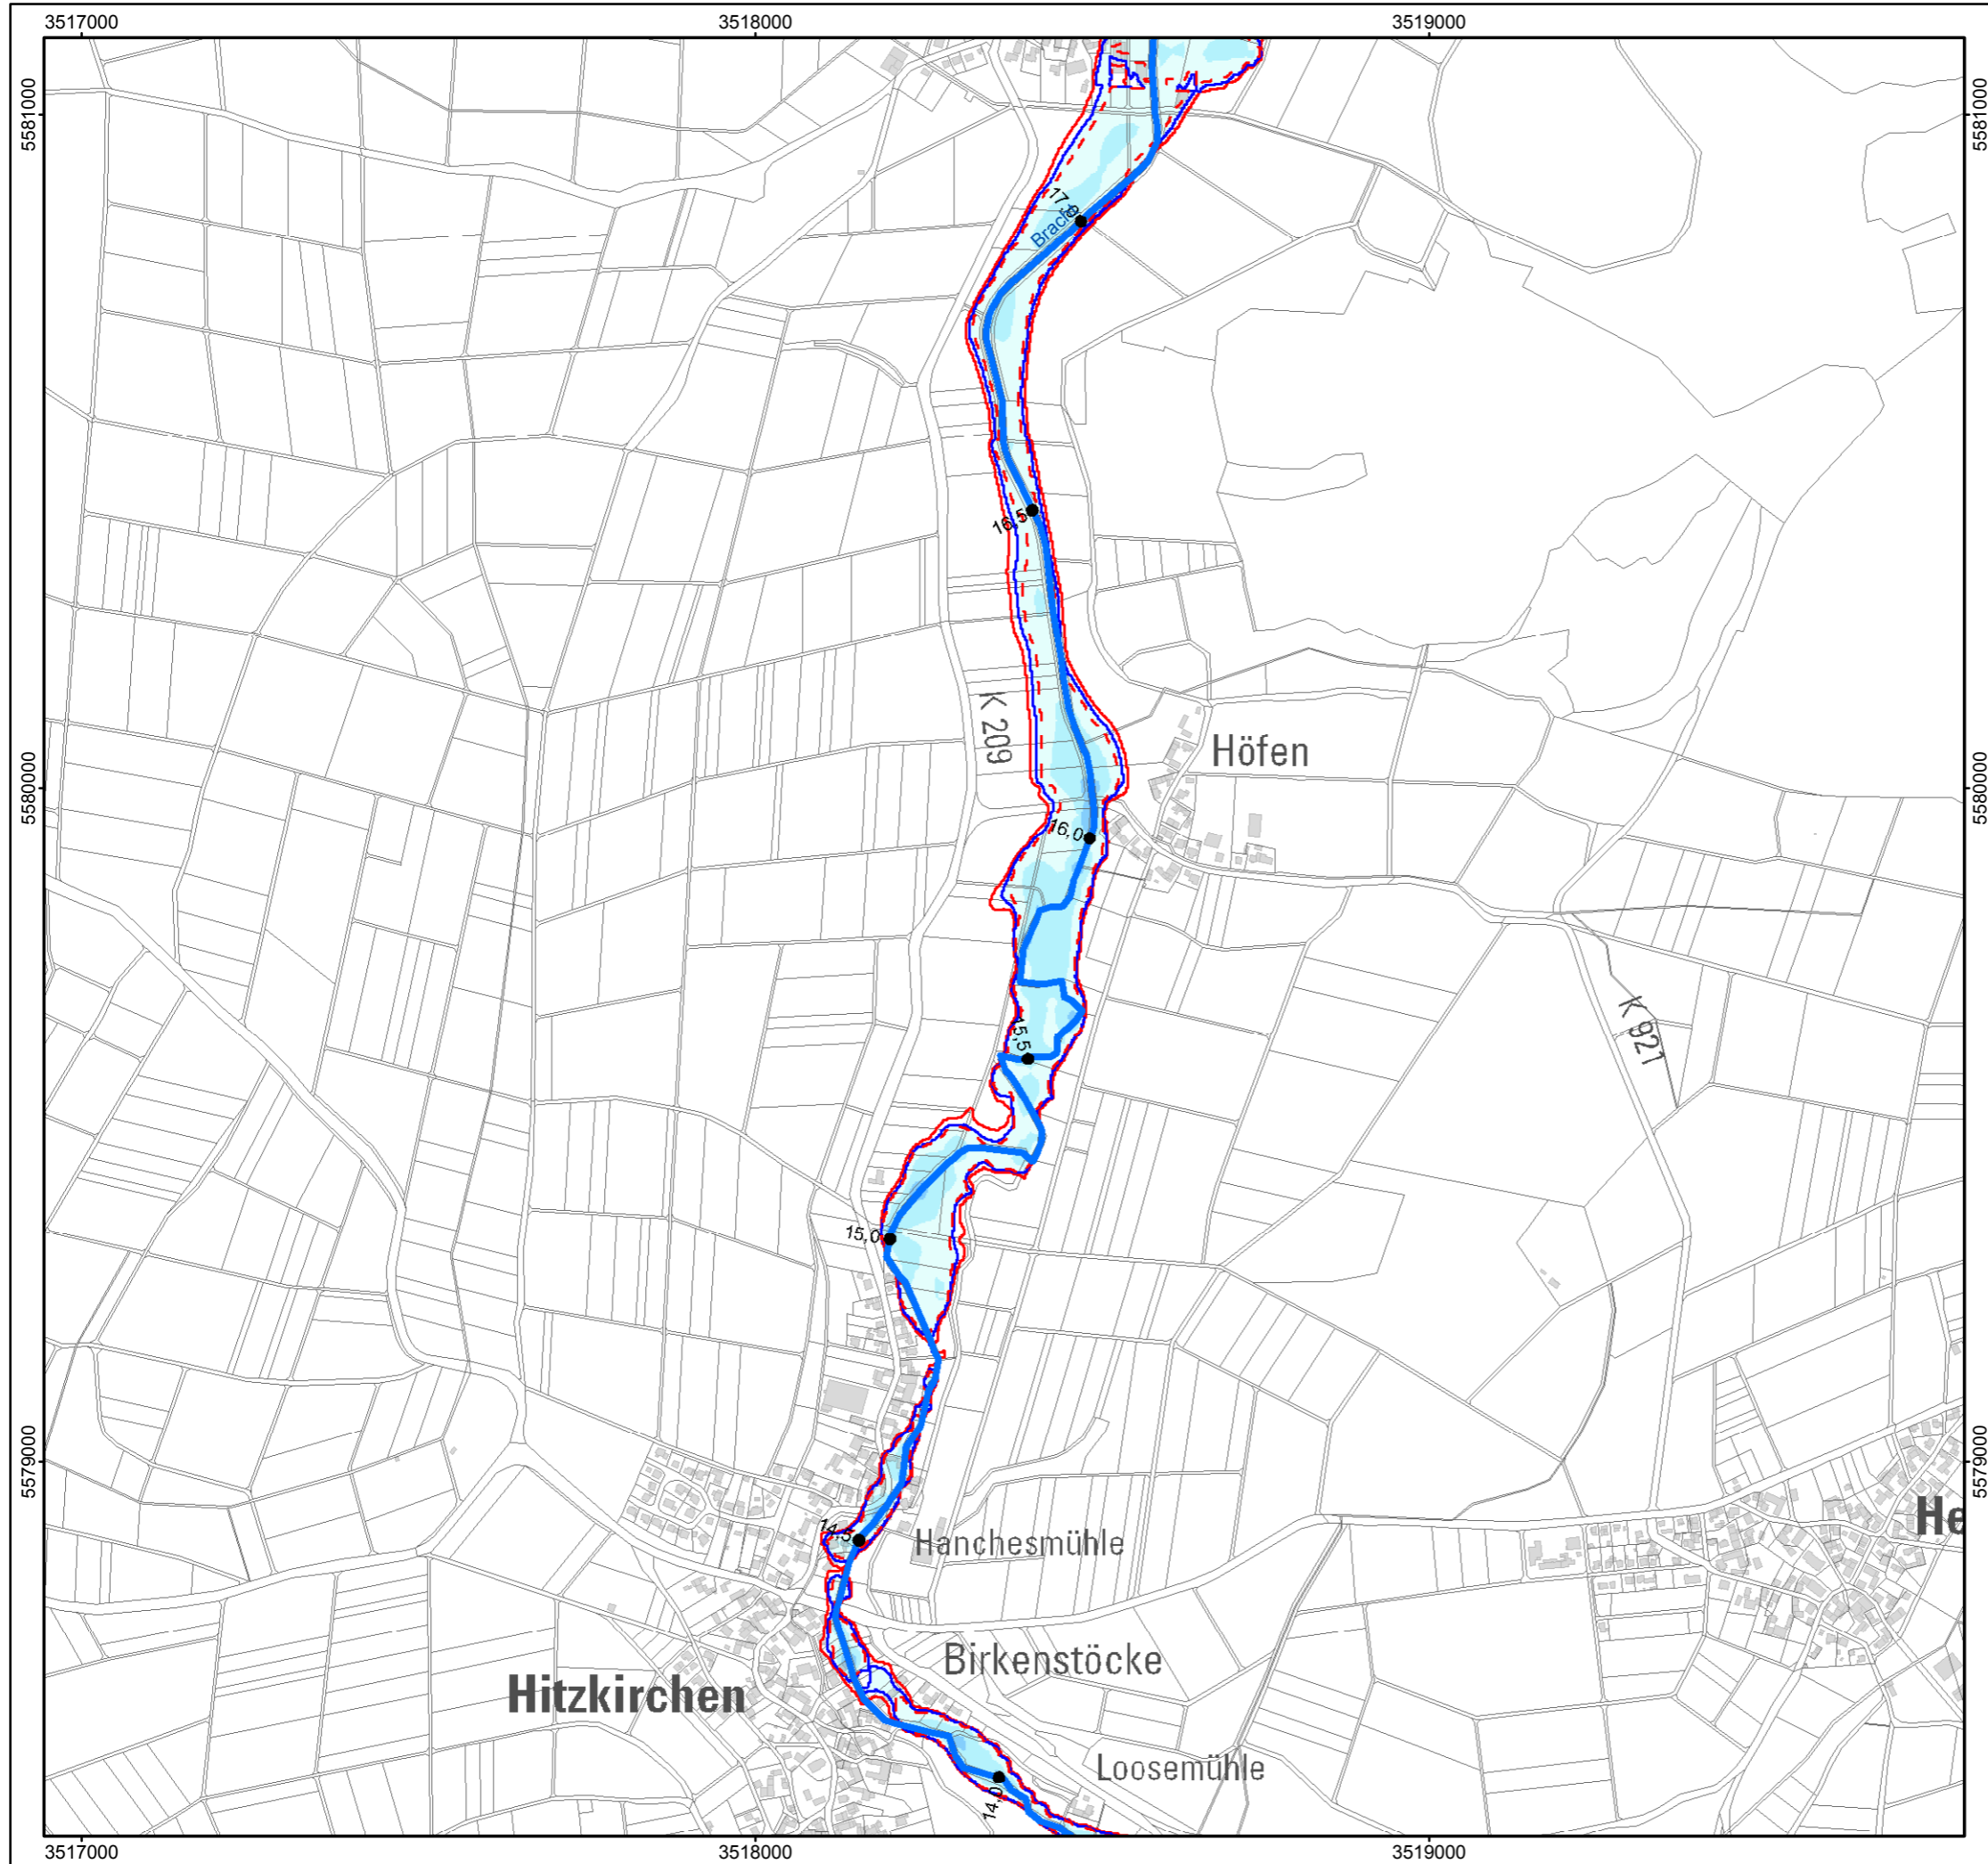 3517000 3518000 3519000
5581000 5581000
17,0
Bracht
16,5
K 209
Höfen
5580000 5580000
16,0
K 921
15,5
15,0
5579000 5579000
He
14,5
Hanchesmühle
Birkenstöcke
Hitzkirchen
Loosemühle
14,0
3517000 3518000 3519000